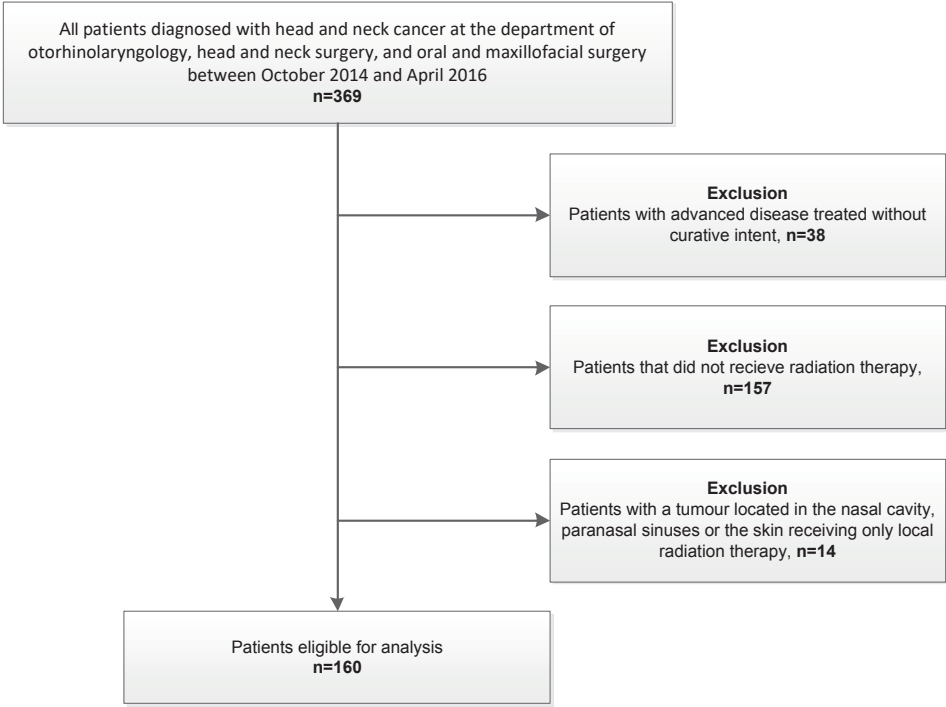 All patients diagnosed with head and neck cancer at the department of
otorhinolaryngology, head and neck surgery, and oral and maxillofacial surgery
between October 2014 and April 2016
n=369
Exclusion
Patients with advanced disease treated without
curative intent, n=38
Exclusion
Patients that did not recieve radiation therapy,
n=157
Exclusion
Patients with a tumour located in the nasal cavity,
paranasal sinuses or the skin receiving only local
radiation therapy, n=14
Patients eligible for analysis
n=160